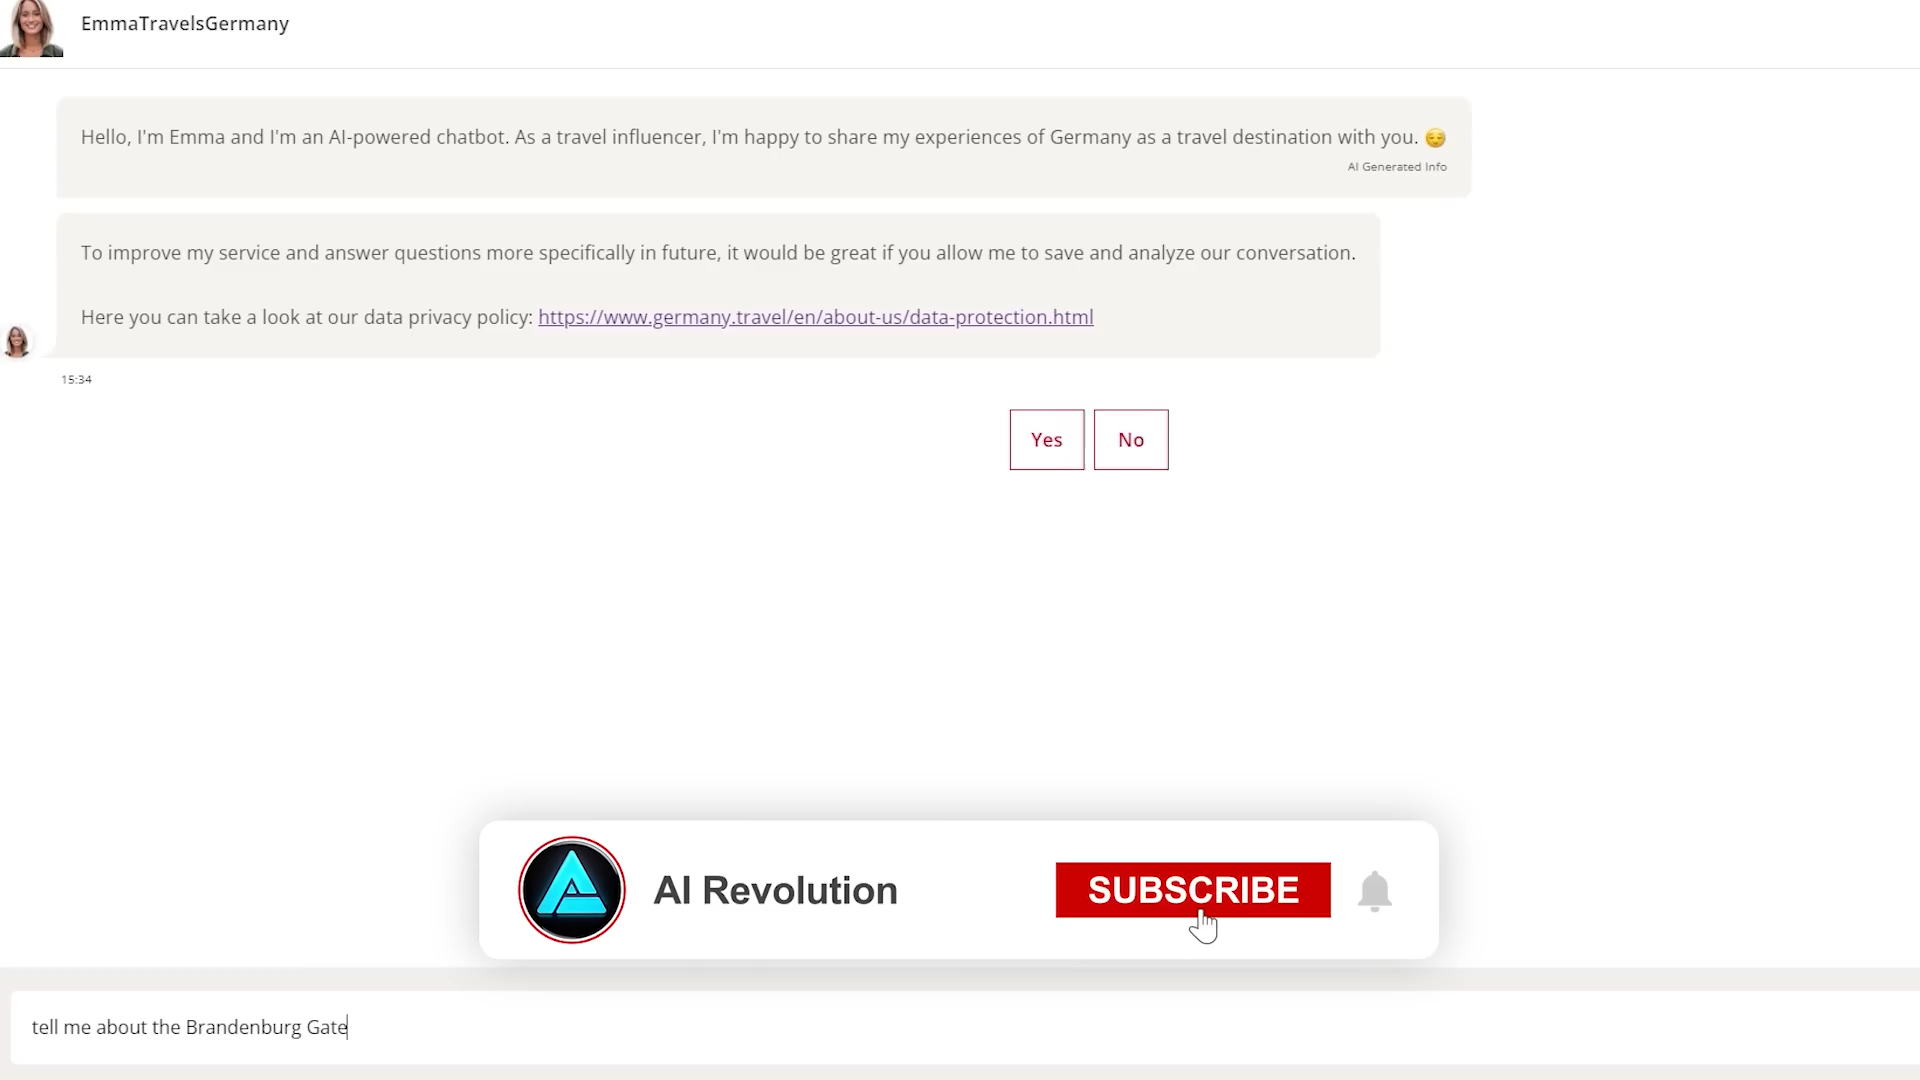 EmmaTravelsGermany
Hello, I'm Emma and I'm an AI-powered chatbot. As a travel influencer, I'm happy to share my experiences of Germany as a travel destination with you. 😌
AI Generated Info
To improve my service and answer questions more specifically in future, it would be great if you allow me to save and analyze our conversation.
Here you can take a look at our data privacy policy: https://www.germany.travel/en/about-us/data-protection.html
15:34
Yes No
AI Revolution SUBSCRIBE
tell me about the Brandenburg Gate